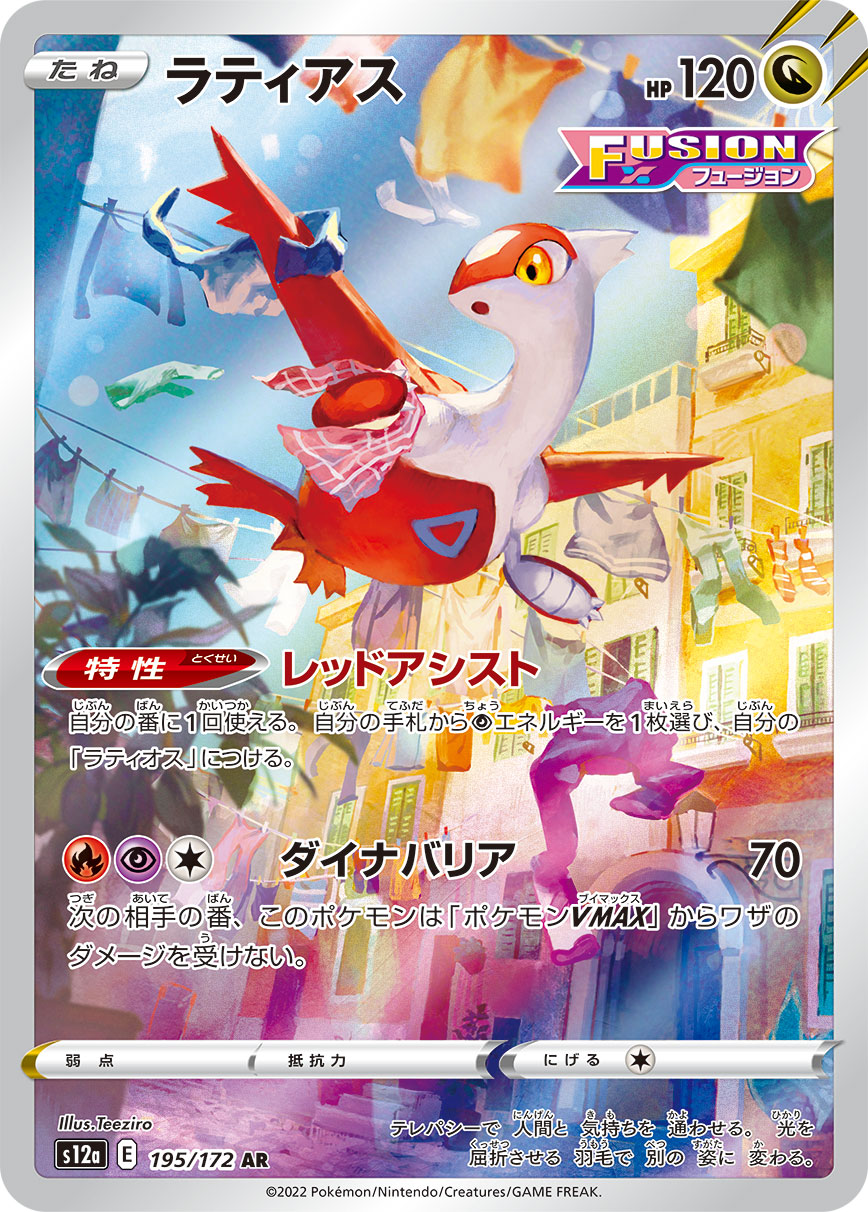 たね ラティアス HP 120
FUSION
フュージョン
特性 とくせい レッドアシスト
自分の番に1回使える。自分の手札からエネルギーを1枚選び、自分の
「ラティオス」につける。
ダイナバリア 70
次の相手の番、このポケモンは「ポケモンVMAX」からワザの
ダメージを受けない。
弱点 抵抗力 にげる
Illus.Teeziro
テレパシーで 人間と 気持ちを 通わせる。 光を
屈折させる 羽毛で 別の 姿に 変わる。
s12a E 195/172 AR
©2022 Pokémon/Nintendo/Creatures/GAME FREAK.